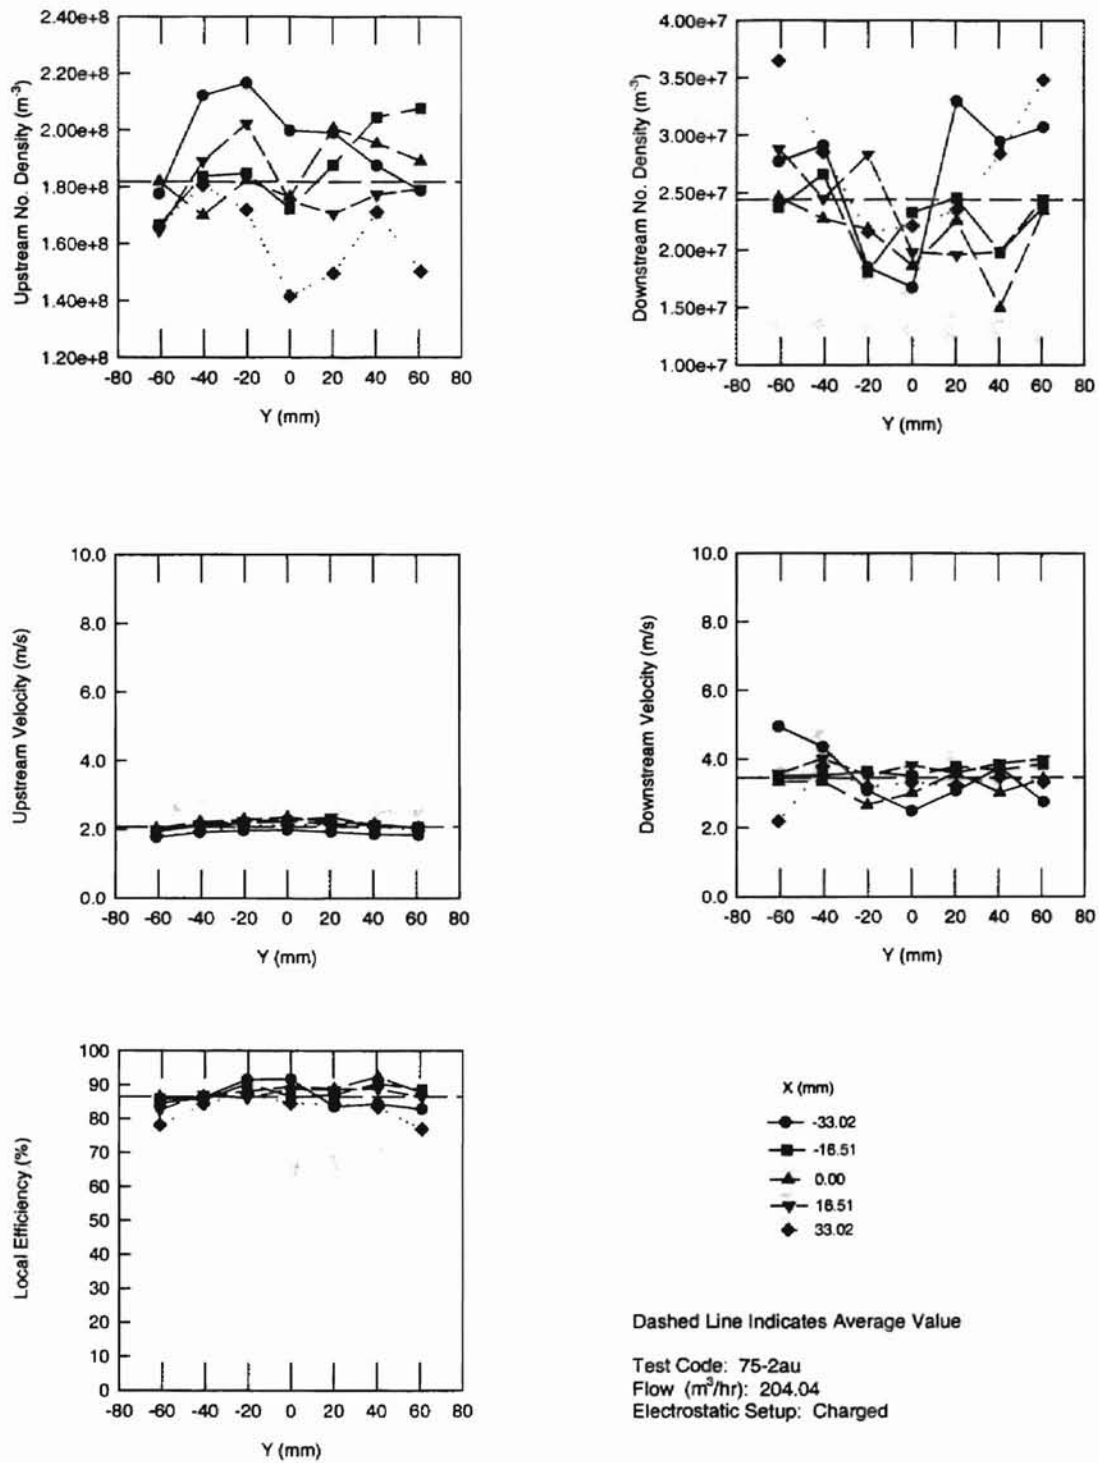 2.40e+8
2.20e+8
2.00e+8
1.80e+8
1.60e+8
1.40e+8
1.20e+8
Upstream No. Density (m-3)
-80 -60 -40 -20 0 20 40 60 80
Y (mm)
4.00e+7
3.50e+7
3.00e+7
2.50e+7
2.00e+7
1.50e+7
1.00e+7
Downstream No. Density (m-3)
-80 -60 -40 -20 0 20 40 60 80
Y (mm)
10.0
8.0
6.0
4.0
2.0
0.0
Upstream Velocity (m/s)
-80 -60 -40 -20 0 20 40 60 80
Y (mm)
10.0
8.0
6.0
4.0
2.0
0.0
Downstream Velocity (m/s)
-80 -60 -40 -20 0 20 40 60 80
Y (mm)
100
90
80
70
60
50
40
30
20
10
0
Local Efficiency (%)
-80 -60 -40 -20 0 20 40 60 80
Y (mm)
X (mm)
-33.02
-16.51
0.00
16.51
33.02
Dashed Line Indicates Average Value
Test Code: 75-2au
Flow (m3/hr): 204.04
Electrostatic Setup: Charged